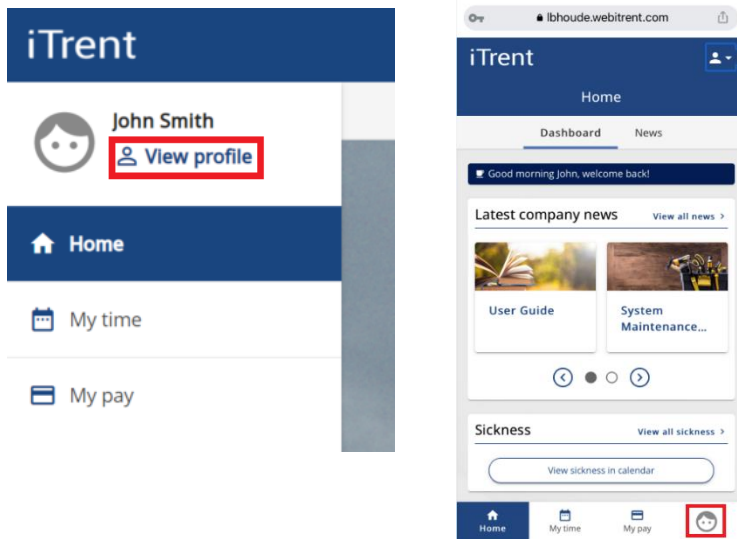 iTrent
John Smith
View profile
Home
My time
My pay
lbhoude.webitrent.com
iTrent
Home
Dashboard News
Good morning John, welcome back!
Latest company news View all news >
User Guide
System
Maintenance...
Sickness View all sickness >
View sickness in calendar
Home My time My pay